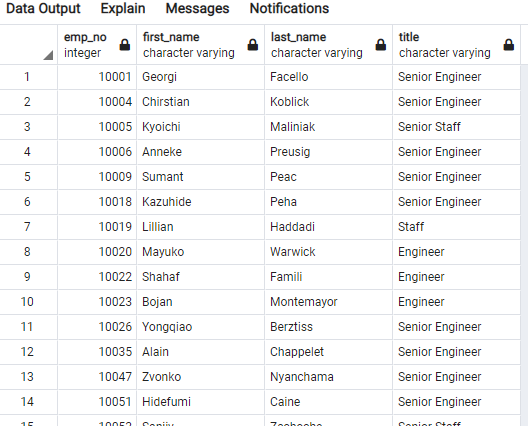 Data Output Explain Messages Notifications
emp_no first_name last_name title
integer character varying character varying character varying
1 10001 Georgi Facello Senior Engineer
2 10004 Chirstian Koblick Senior Engineer
3 10005 Kyoichi Maliniak Senior Staff
4 10006 Anneke Preusig Senior Engineer
5 10009 Sumant Peac Senior Engineer
6 10018 Kazuhide Peha Senior Engineer
7 10019 Lillian Haddadi Staff
8 10020 Mayuko Warwick Engineer
9 10022 Shahaf Famili Engineer
10 10023 Bojan Montemayor Engineer
11 10026 Yongqiao Berztiss Senior Engineer
12 10035 Alain Chappelet Senior Engineer
13 10047 Zvonko Nyanchama Senior Engineer
14 10051 Hidefumi Caine Senior Engineer
15 10053 Senior Staff